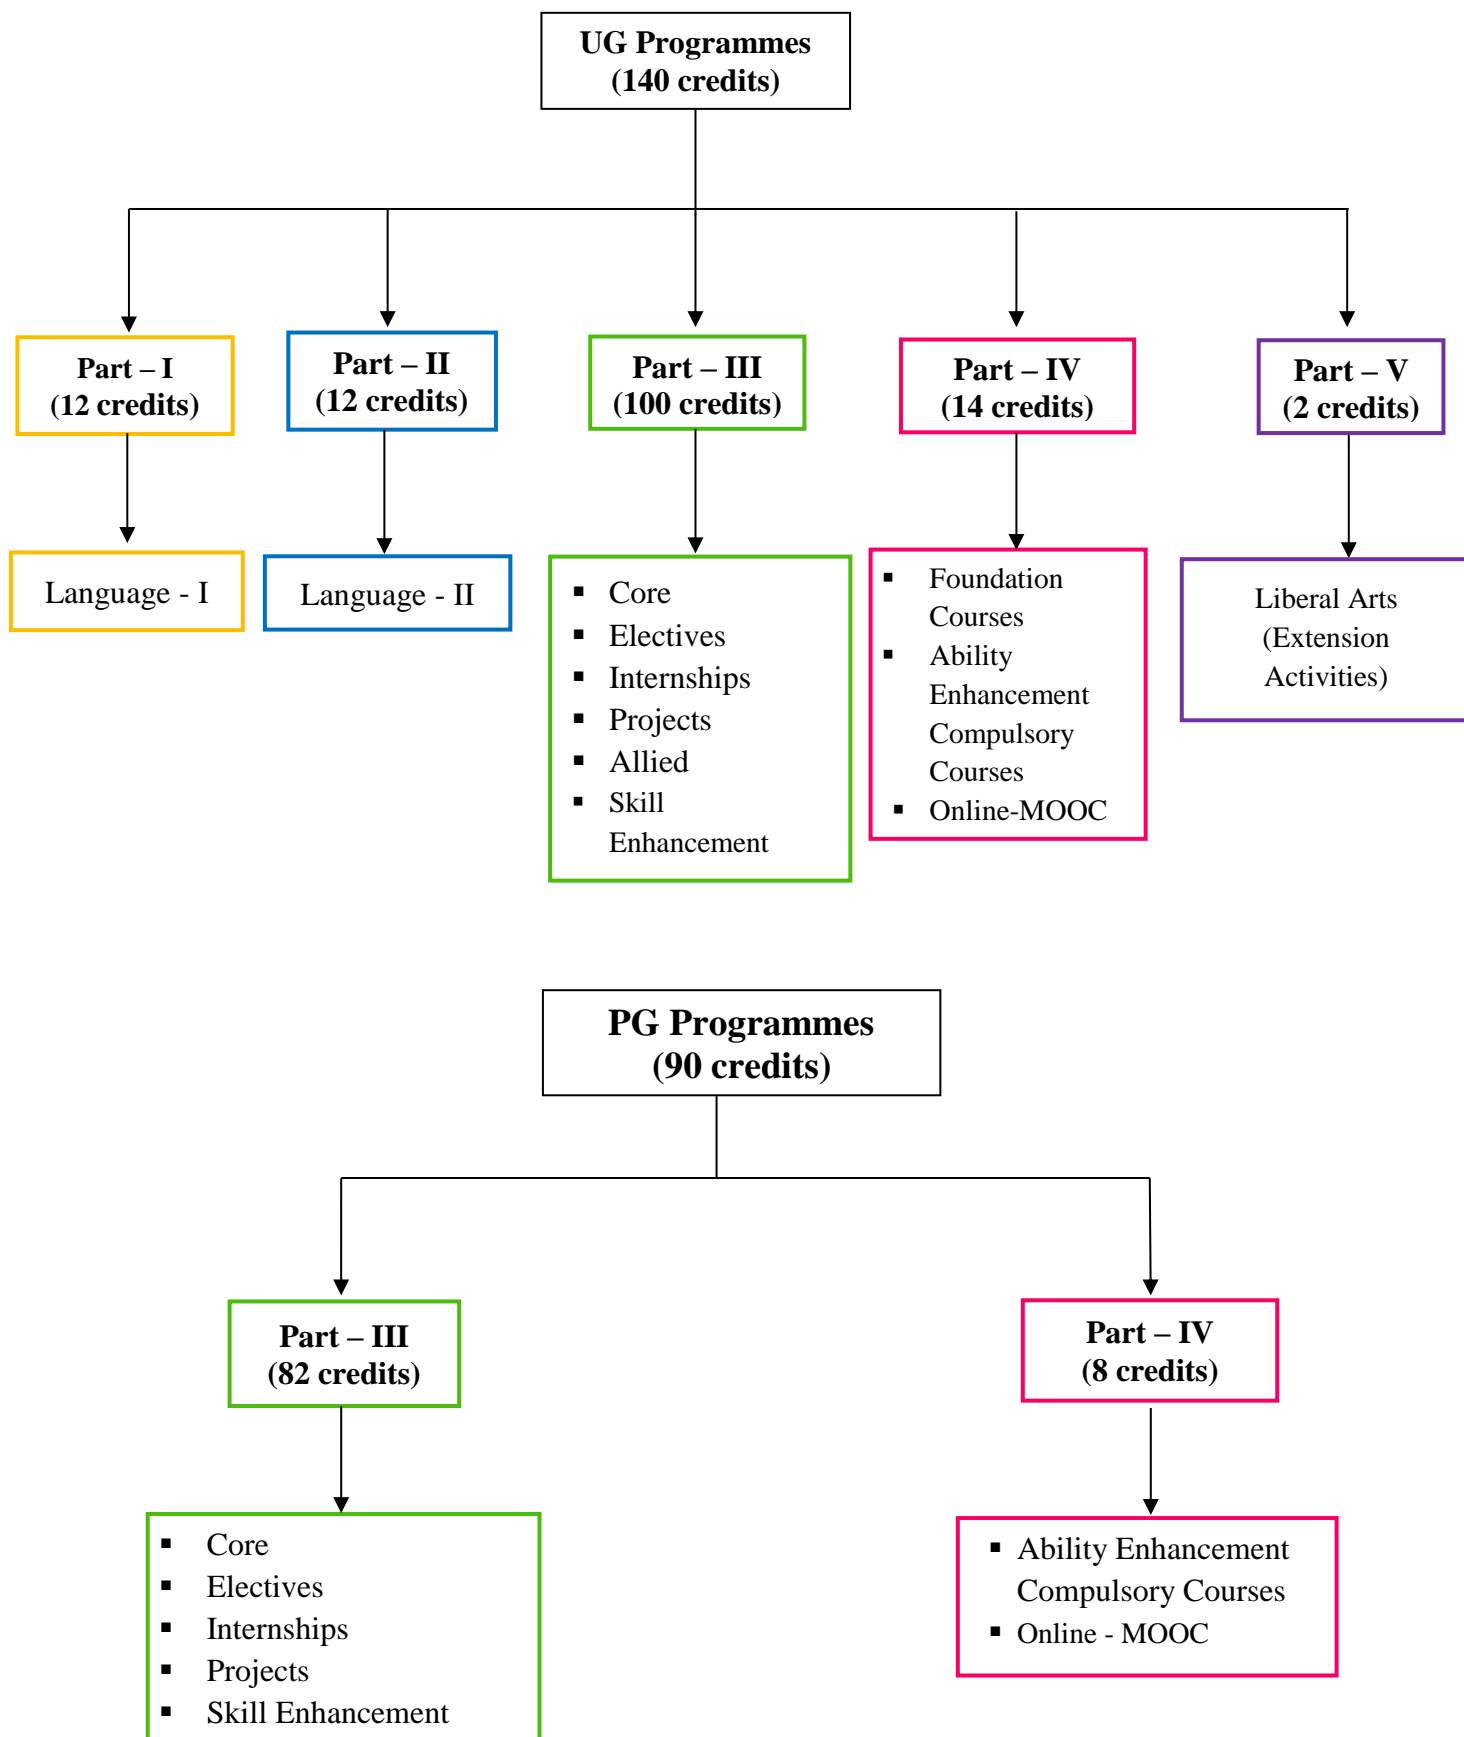 UG Programmes
(140 credits)
Part – I
(12 credits)
Part – II
(12 credits)
Part – III
(100 credits)
Part – IV
(14 credits)
Part – V
(2 credits)
Language - I
Language - II
▪ Core
▪ Electives
▪ Internships
▪ Projects
▪ Allied
▪ Skill
Enhancement
▪ Foundation
Courses
▪ Ability
Enhancement
Compulsory
Courses
▪ Online-MOOC
Liberal Arts
(Extension
Activities)
PG Programmes
(90 credits)
Part – III
(82 credits)
Part – IV
(8 credits)
▪ Core
▪ Electives
▪ Internships
▪ Projects
▪ Skill Enhancement
▪ Ability Enhancement
Compulsory Courses
▪ Online - MOOC